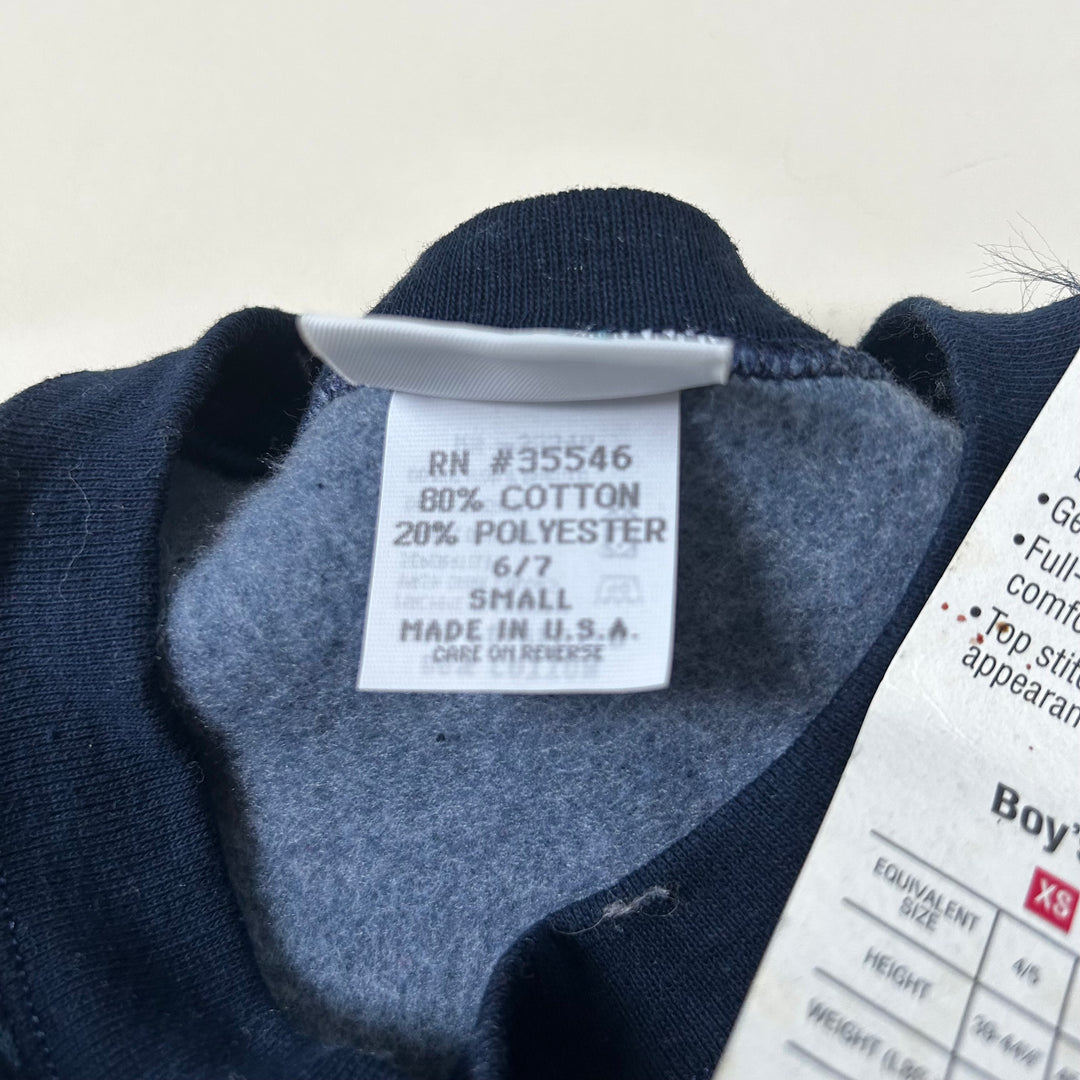 RN #35546
80% COTTON
20% POLYESTER
6/7
SMALL
MADE IN U.S.A.
CARE ON REVERSE
•Ge
•Full-
comfo
•Top stit
appearan
Boy's
XS
EQUIVALENT
SIZE
4/5
HEIGHT
WEIGHT (LBS